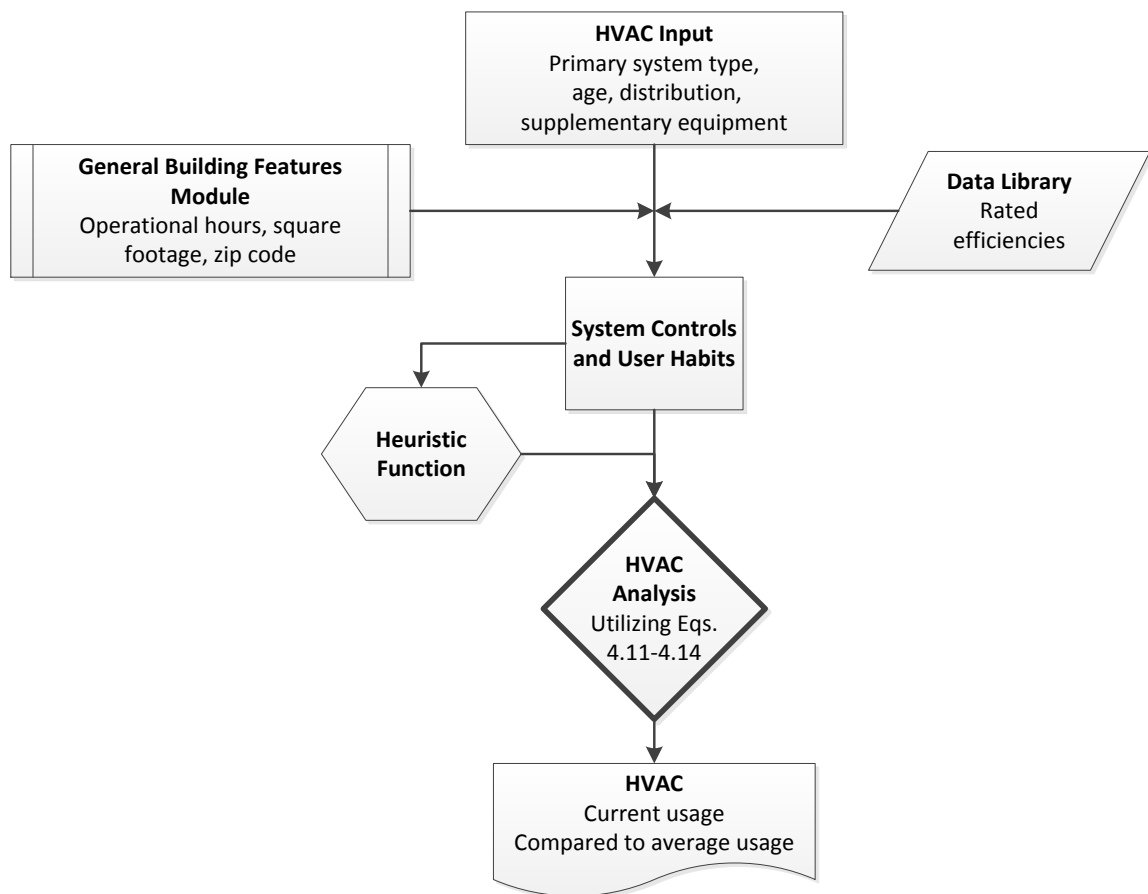 HVAC Input
Primary system type,
age, distribution,
supplementary equipment
General Building Features
Module
Operational hours, square
footage, zip code
Data Library
Rated
efficiencies
System Controls
and User Habits
Heuristic
Function
HVAC
Analysis
Utilizing Eqs.
4.11-4.14
HVAC
Current usage
Compared to average usage